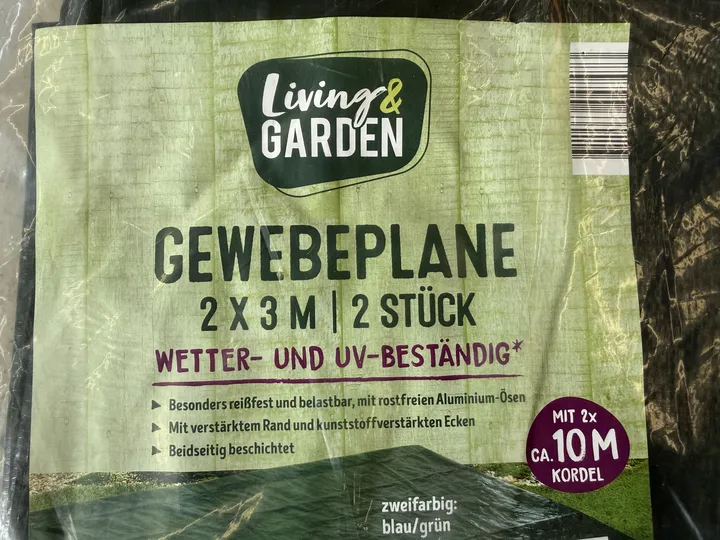 Living &
GARDEN
GEWEBEPLANE
2 X 3 M | 2 STÜCK
WETTER- UND UV-BESTÄNDIG*
► Besonders reißfest und belastbar, mit rostfreien Aluminium-Ösen
► Mit verstärktem Rand und kunststoffverstärkten Ecken
► Beidseitig beschichtet
MIT 2x
CA. 10 M
KORDEL
zweifarbig:
blau/grün